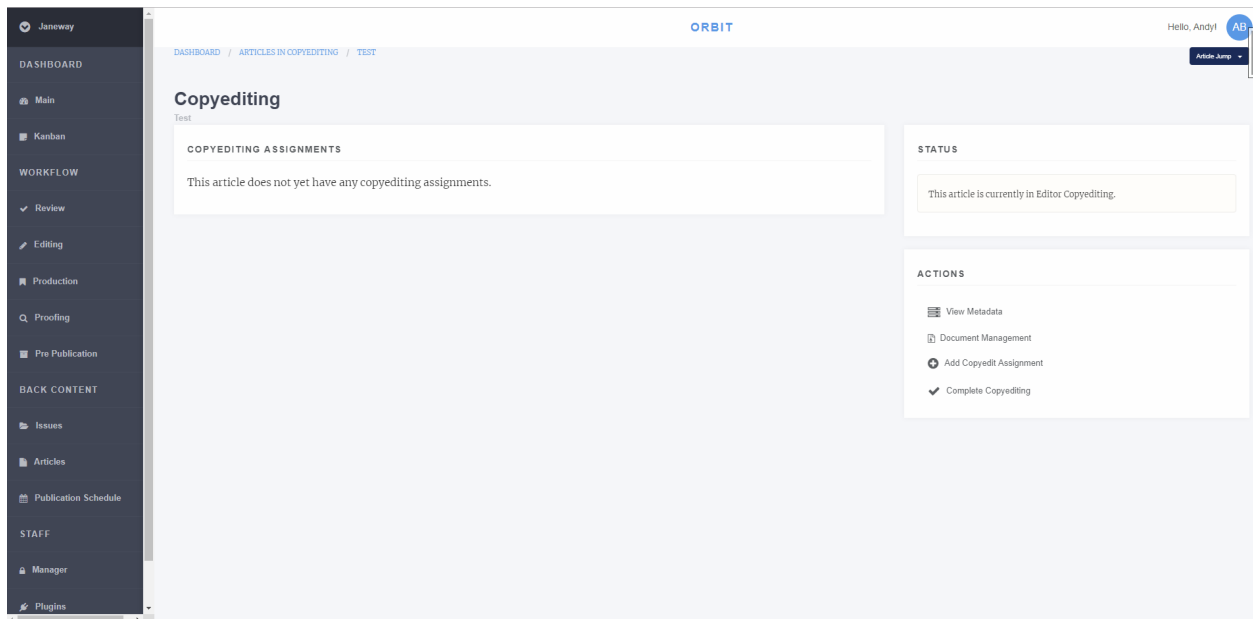 Janeway
ORBIT
Hello, Andy!
AB
DASHBOARD
Main
Kanban
WORKFLOW
Review
Editing
Production
Proofing
Pre Publication
BACK CONTENT
Issues
Articles
Publication Schedule
STAFF
Manager
Plugins
DASHBOARD / ARTICLES IN COPYEDITING / TEST
Article Jump
Copyediting
Test
COPYEDITING ASSIGNMENTS
This article does not yet have any copyediting assignments.
STATUS
This article is currently in Editor Copyediting.
ACTIONS
View Metadata
Document Management
Add Copyedit Assignment
Complete Copyediting